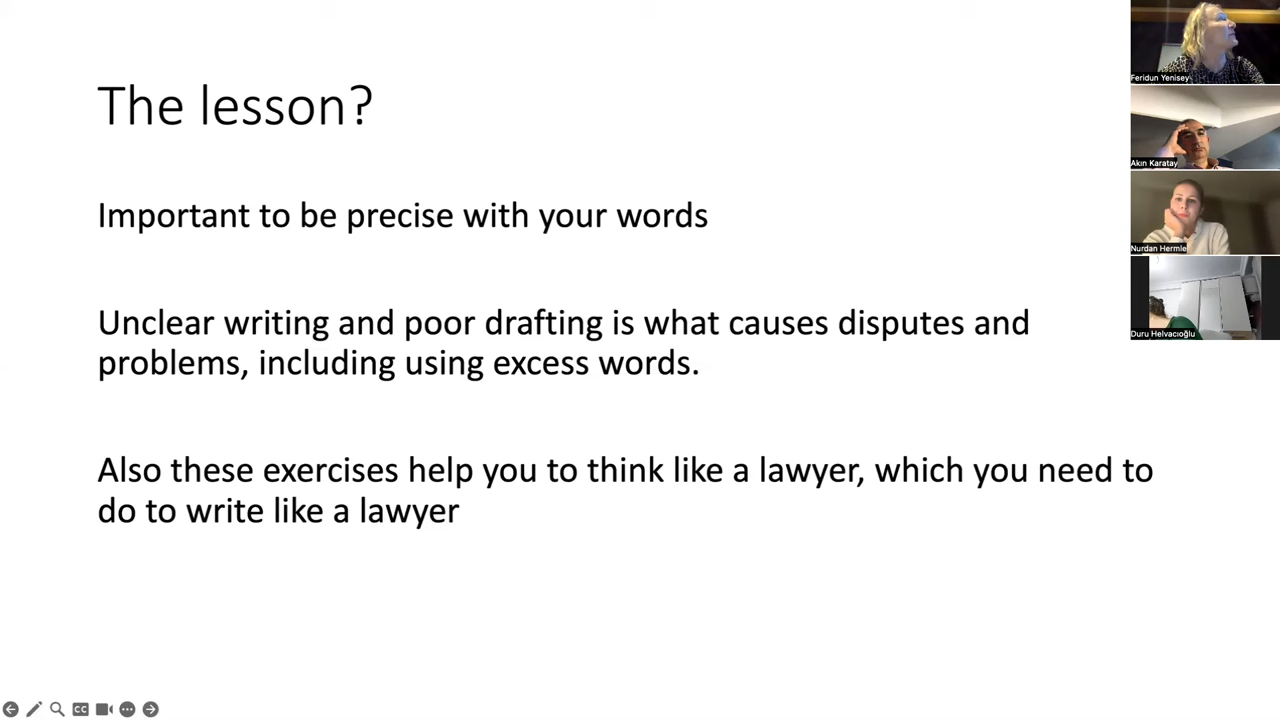 The lesson?
Important to be precise with your words
Unclear writing and poor drafting is what causes disputes and
problems, including using excess words.
Also these exercises help you to think like a lawyer, which you need to
do to write like a lawyer
Feridun Yenisey
Akın Karatay
Nurdan Hermle
Duru Helvacıoğlu
CC